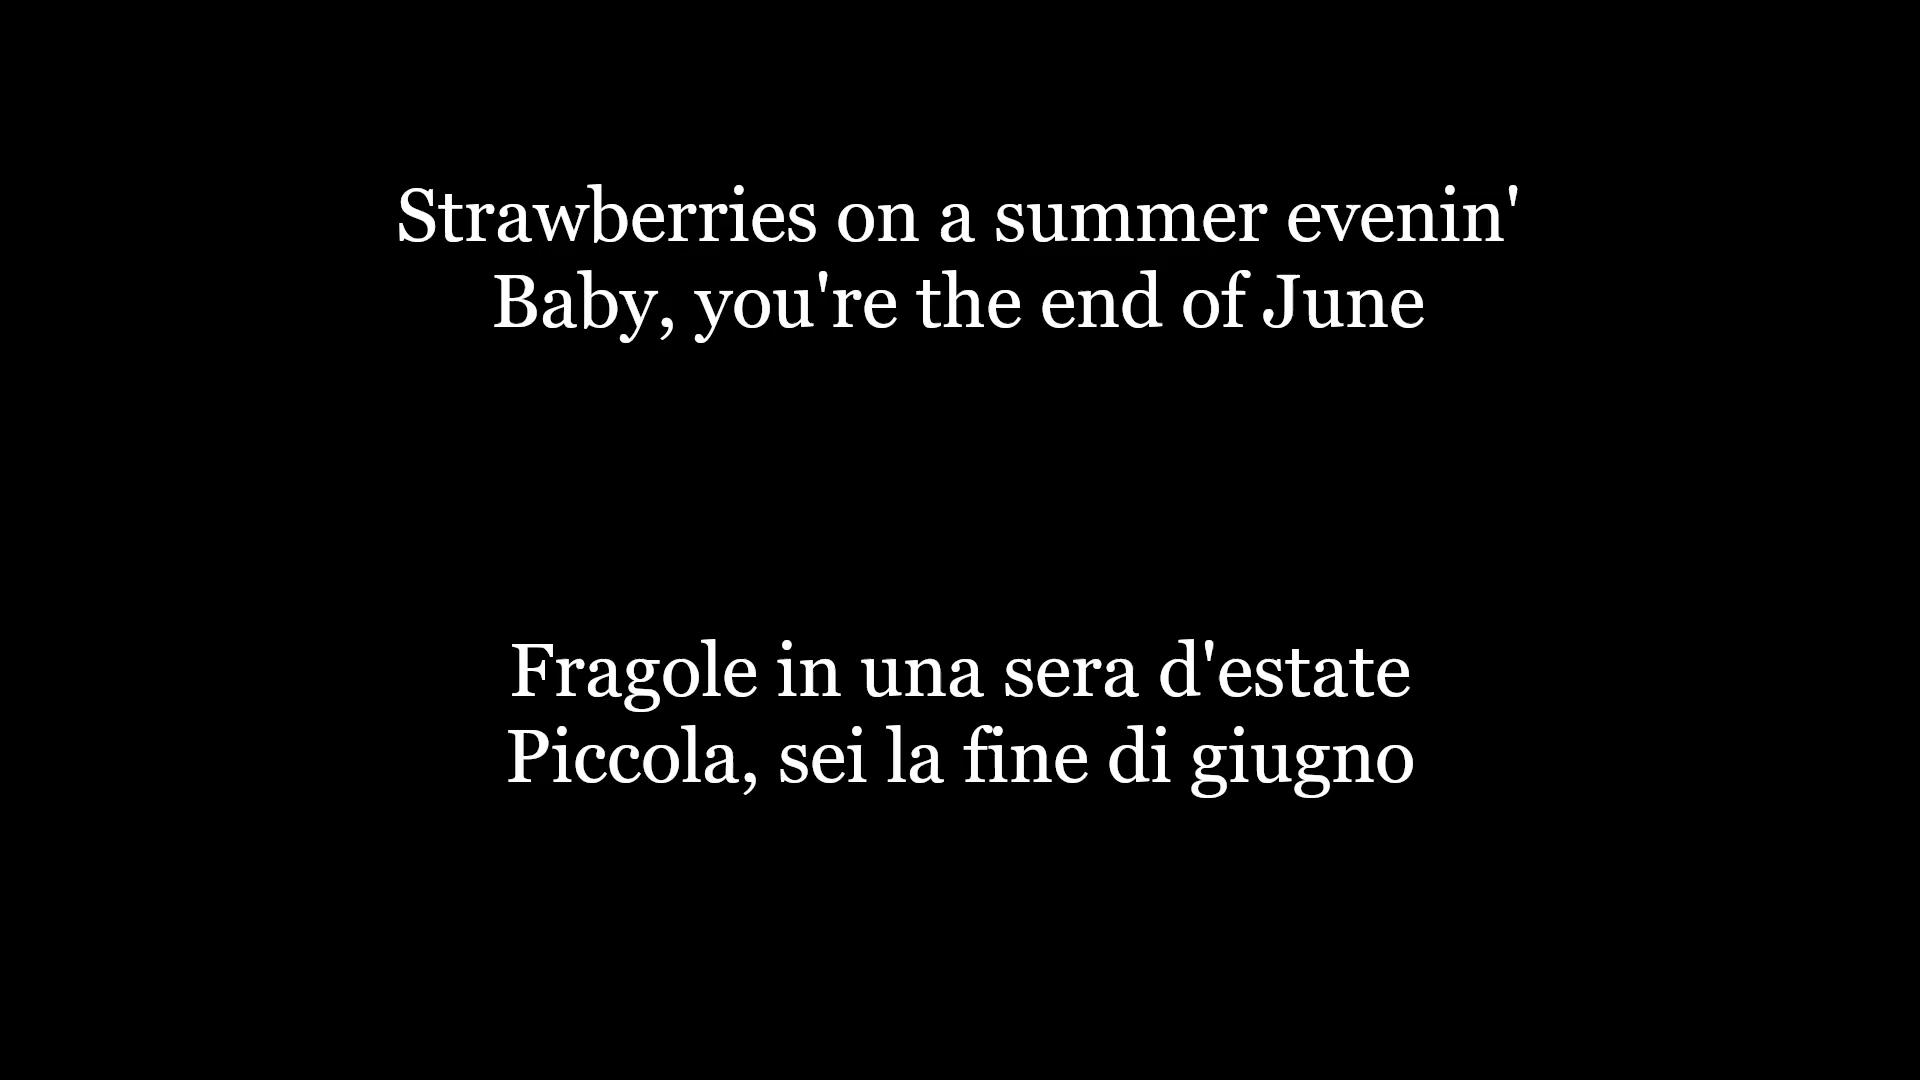 Strawberries on a summer evenin'
Baby, you're the end of June
Fragole in una sera d'estate
Piccola, sei la fine di giugno